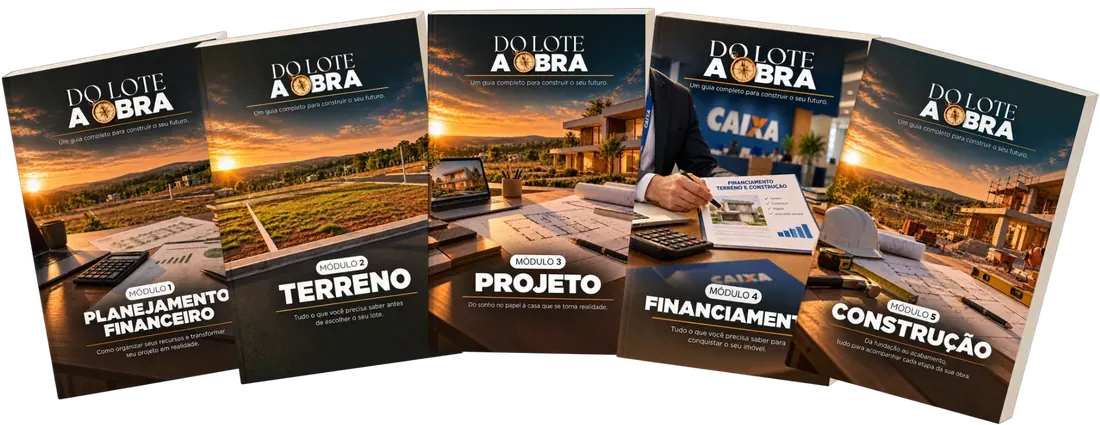 DO LOTE
A OBRA
Um guia completo para construir o seu futuro.
MÓDULO 1
PLANEJAMENTO
FINANCEIRO
Como organizar seus recursos e transformar
seu projeto em realidade.
DO LOTE
A OBRA
Um guia completo para construir o seu futuro.
MÓDULO 2
TERRENO
Tudo o que você precisa saber antes
de escolher o seu lote.
DO LOTE
A OBRA
Um guia completo para construir o seu futuro.
MÓDULO 3
PROJETO
Do sonho no papel à casa que se torna realidade.
DO LOTE
A OBRA
Um guia completo para construir o seu futuro.
CAIXA
CAIXA
FINANCIAMENTO
TERRENO E CONSTRUÇÃO
CAIXA
MÓDULO 4
FINANCIAMENT
Tudo o que você precisa saber para
conquistar o seu imóvel.
DO LOTE
A OBRA
Um guia completo para construir o seu futuro.
MÓDULO 5
CONSTRUÇÃO
Da fundação ao acabamento,
tudo para acompanhar cada etapa da sua obra.